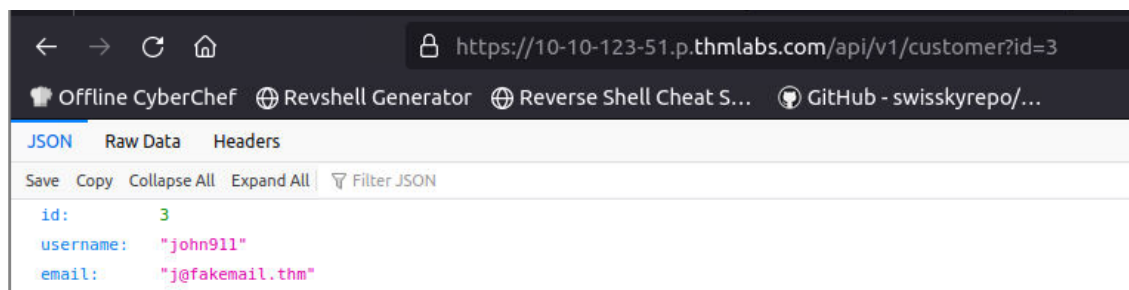 https://10-10-123-51.p.thmlabs.com/api/v1/customer?id=3
Offline CyberChef Revshell Generator Reverse Shell Cheat S... GitHub - swisskyrepo/...
JSON Raw Data Headers
Save Copy Collapse All Expand All Filter JSON
id: 3
username: "john911"
email: "j@fakemail.thm"